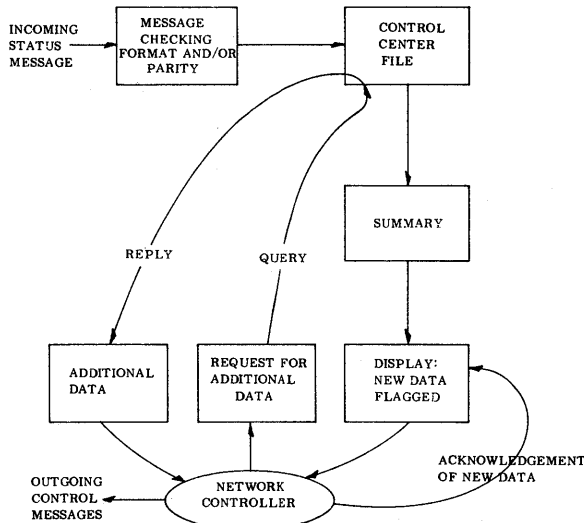 INCOMING
STATUS
MESSAGE
MESSAGE
CHECKING
FORMAT AND/OR
PARITY
CONTROL
CENTER
FILE
SUMMARY
REPLY
QUERY
ADDITIONAL
DATA
REQUEST FOR
ADDITIONAL
DATA
DISPLAY:
NEW DATA
FLAGGED
ACKNOWLEDGEMENT
OF NEW DATA
OUTGOING
CONTROL
MESSAGES
NETWORK
CONTROLLER